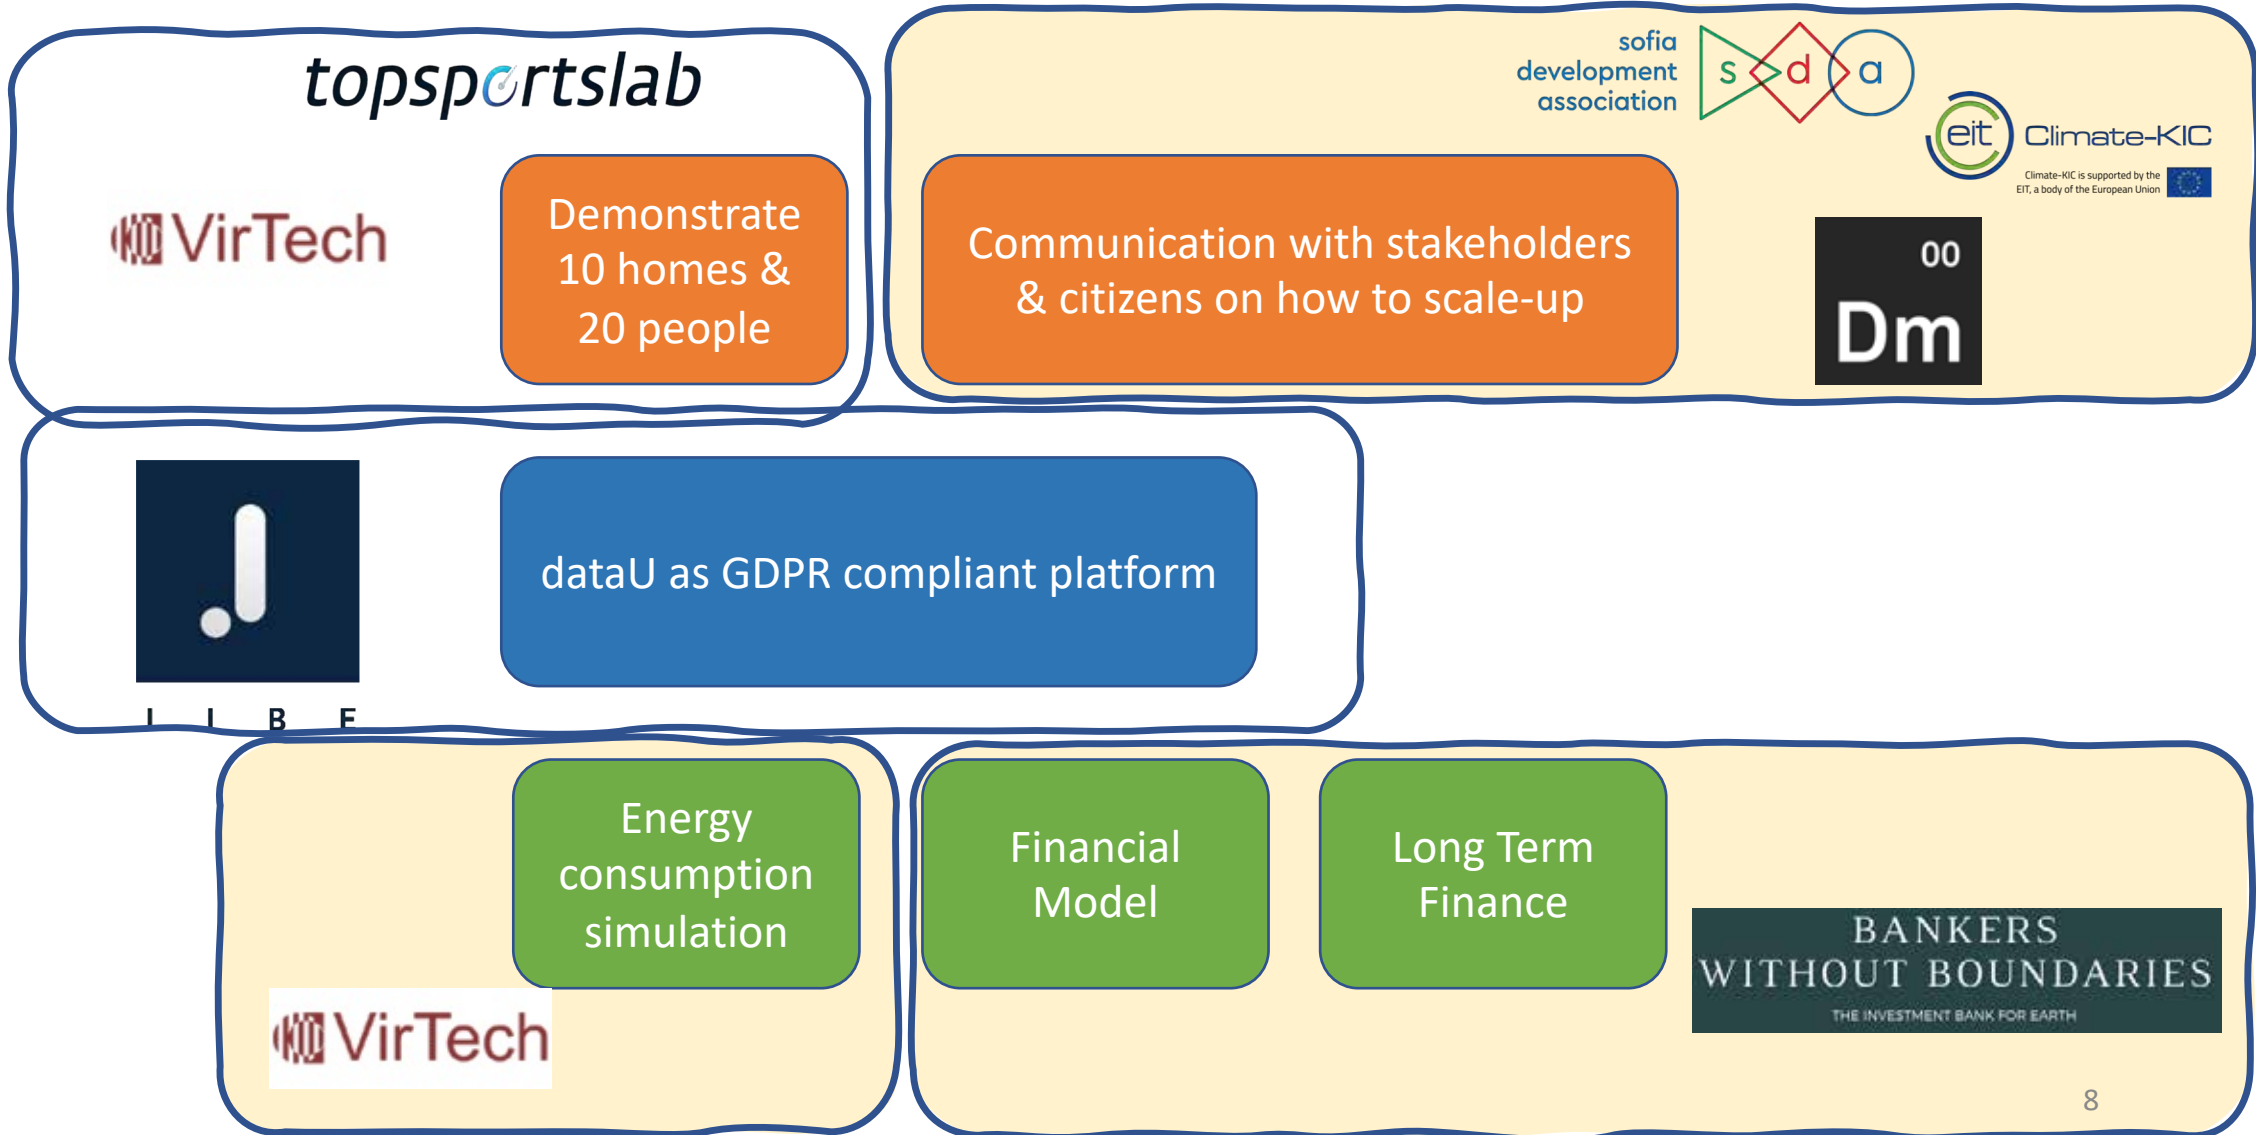 topsportslab
VirTech
Demonstrate
10 homes &
20 people
sofia
development
association
s d a
eit Climate-KIC
Climate-KIC is supported by the
EIT, a body of the European Union
Communication with stakeholders
& citizens on how to scale-up
00
Dm
dataU as GDPR compliant platform
Energy
consumption
simulation
VirTech
Financial
Model
Long Term
Finance
BANKERS
WITHOUT BOUNDARIES
THE INVESTMENT BANK FOR EARTH
8